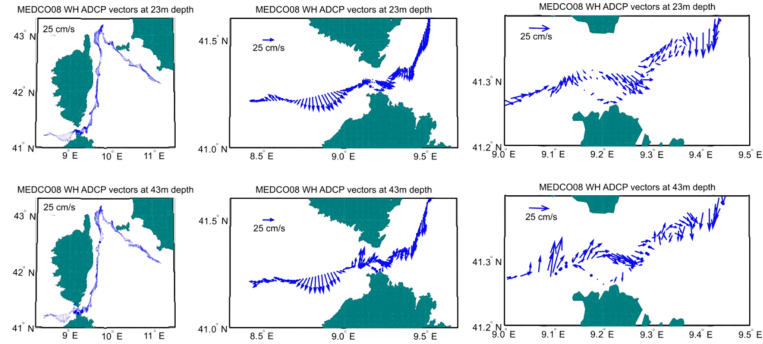 MEDCO08 WH ADCP vectors at 23m depth
43° N
25 cm/s
42° N
41° N
9° E
10° E
11° E
MEDCO08 WH ADCP vectors at 23m depth
41.5° N
25 cm/s
41.0° N
8.5° E
9.0° E
9.5° E
MEDCO08 WH ADCP vectors at 23m depth
25 cm/s
41.3° N
41.2° N
9.0° E
9.1° E
9.2° E
9.3° E
9.4° E
9.5° E
MEDCO08 WH ADCP vectors at 43m depth
43° N
25 cm/s
42° N
41° N
9° E
10° E
11° E
MEDCO08 WH ADCP vectors at 43m depth
41.5° N
25 cm/s
41.0° N
8.5° E
9.0° E
9.5° E
MEDCO08 WH ADCP vectors at 43m depth
25 cm/s
41.3° N
41.2° N
9.0° E
9.1° E
9.2° E
9.3° E
9.4° E
9.5° E